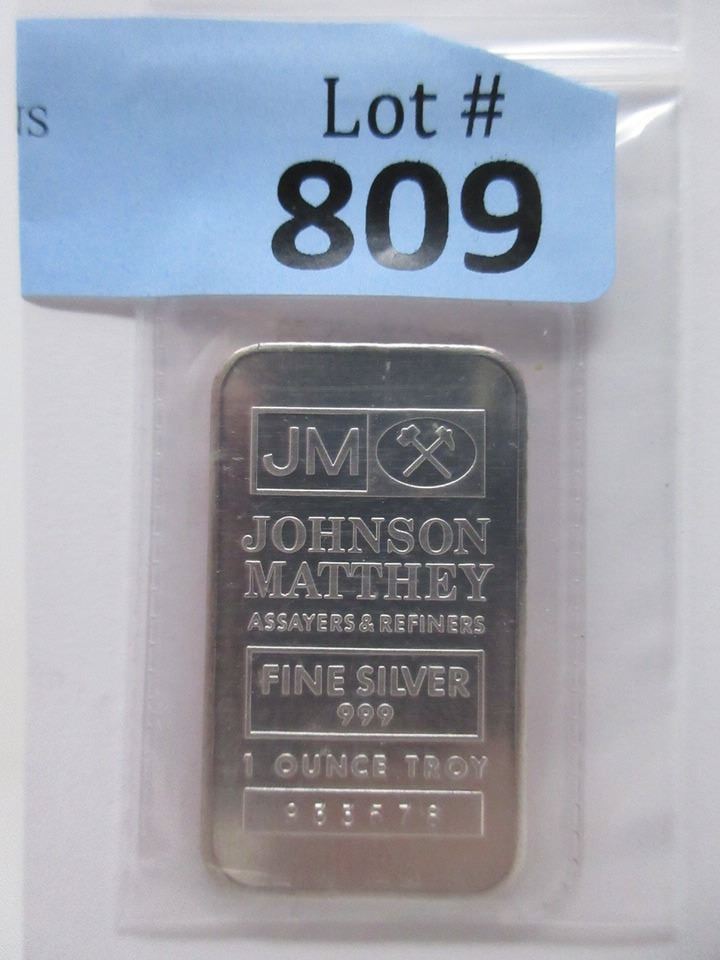 Lot #
809
JM
JOHNSON
MATTHEY
ASSAYERS & REFINERS
FINE SILVER
999
1 OUNCE TROY